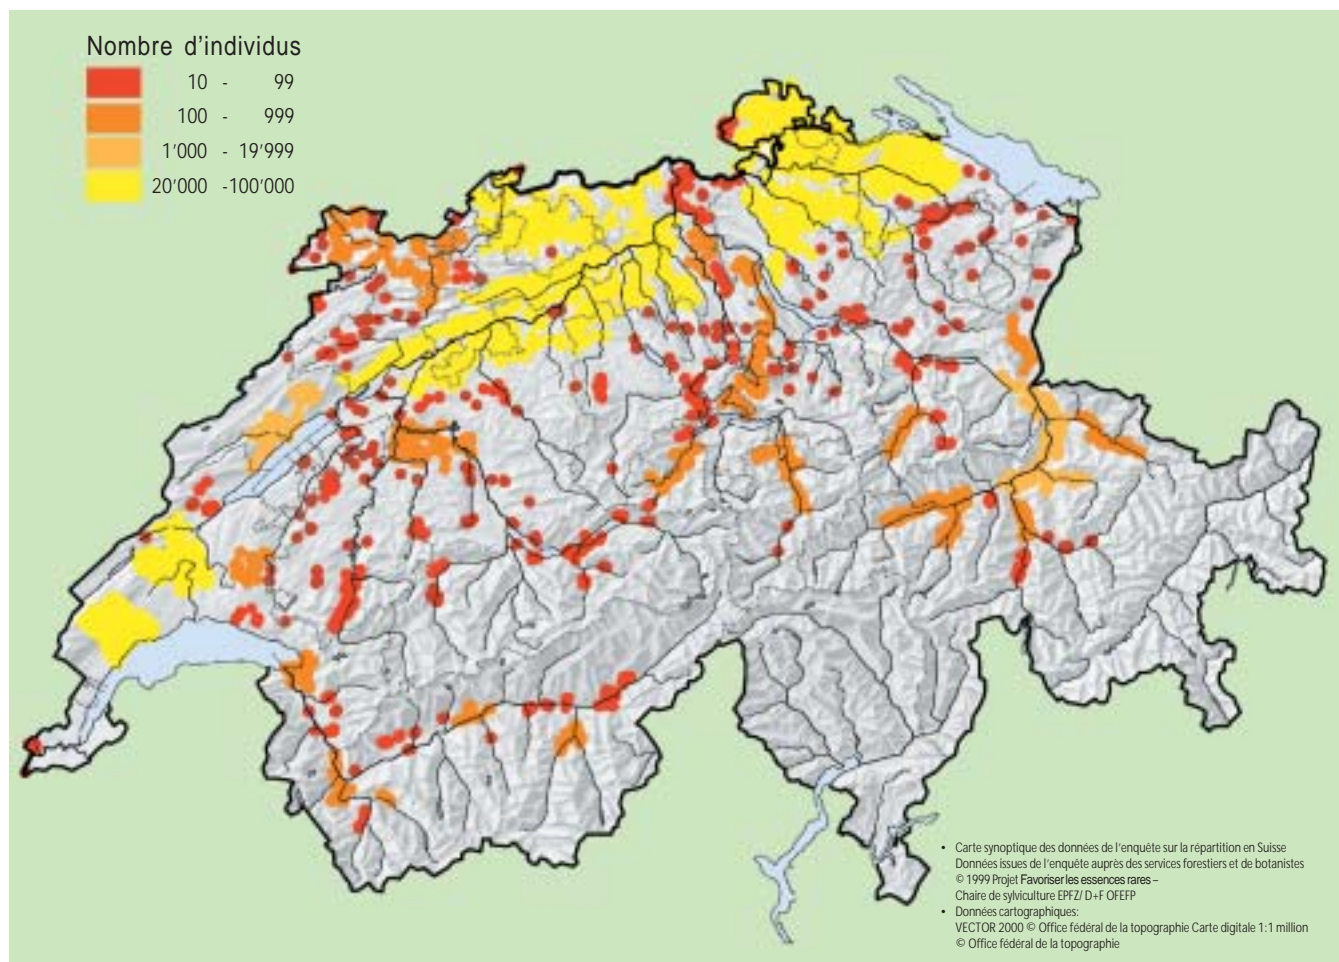 Nombre d'individus
10 - 99
100 - 999
1'000 - 19'999
20'000 -100'000
• Carte synoptique des données de l'enquête sur la répartition en Suisse
Données issues de l'enquête auprès des services forestiers et de botanistes
© 1999 Projet Favoriser les essences rares –
Chaire de sylviculture EPFZ/ D+F OFEFP
• Données cartographiques:
VECTOR 2000 © Office fédéral de la topographie Carte digitale 1:1 million
© Office fédéral de la topographie